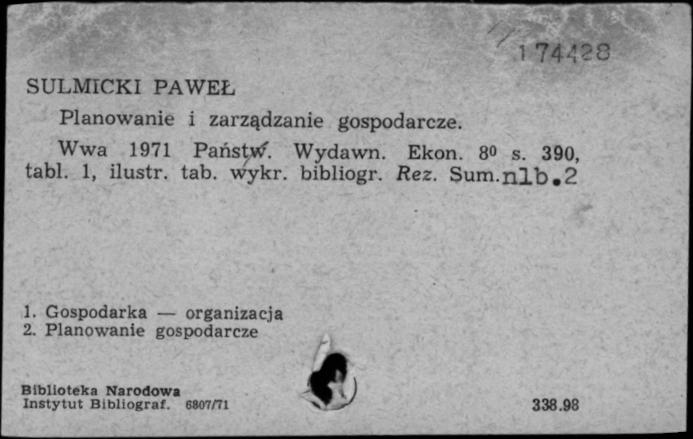 174428
SULMICKI PAWEŁ
Planowanie i zarządzanie gospodarcze.
Wwa 1971 Państw. Wydawn. Ekon. 8⁰ s. 390,
tabl. 1, ilustr. tab. wykr. bibliogr. Rez. Sum.nlb.2
1. Gospodarka — organizacja
2. Planowanie gospodarcze
Biblioteka Narodowa
Instytut Bibliograf. 6807/71
338.98